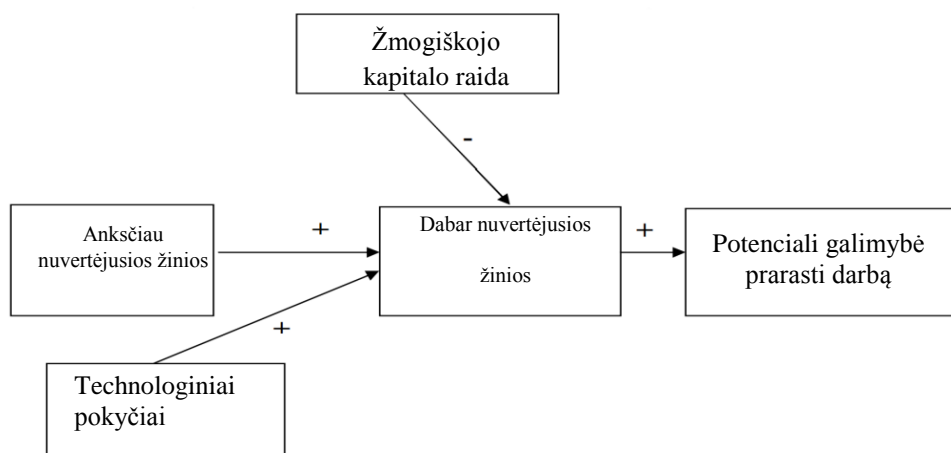 Žmogiškojo
kapitalo raida
-
Anksčiau
nuvertėjusios žinios
+
Dabar nuvertėjusios
žinios
+
Potenciali galimybė
prarasti darbą
+
Technologiniai
pokyčiai